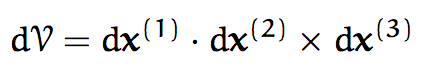 d𝒱 = d𝒙⁽¹⁾ · d𝒙⁽²⁾ × d𝒙⁽³⁾